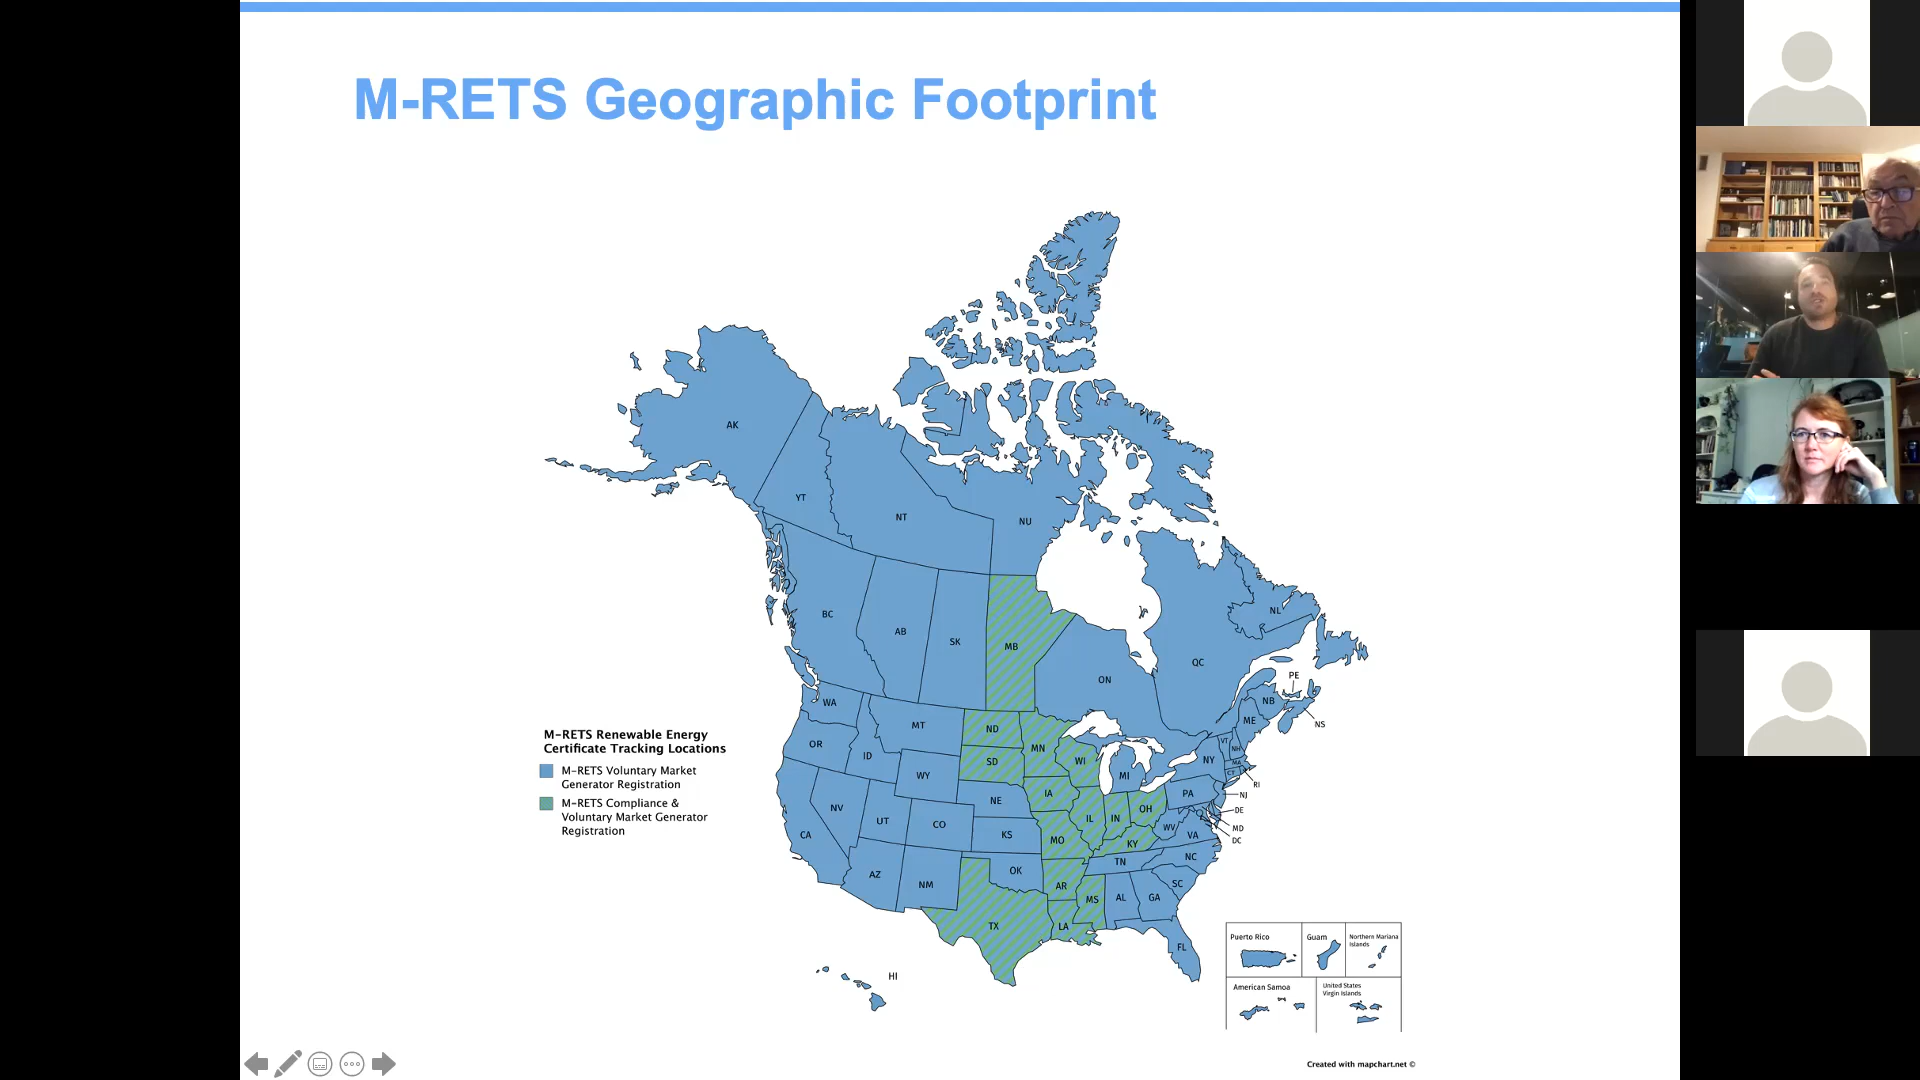 M-RETS Geographic Footprint
AK
YT
NT
NU
BC
AB
SK
MB
ON
QC
NL
PE
NB
NS
WA
MT
ND
MN
WI
MI
ME
VT
NH
MA
CT
RI
NY
OR
ID
WY
SD
IA
NE
PA
NJ
DE
MD
DC
NV
UT
CO
KS
MO
IL
IN
OH
KY
WV
VA
CA
AZ
NM
OK
AR
TN
NC
SC
TX
LA
MS
AL
GA
FL
HI
M-RETS Renewable Energy
Certificate Tracking Locations
M-RETS Voluntary Market
Generator Registration
M-RETS Compliance &
Voluntary Market Generator
Registration
Puerto Rico
Guam
Northern Mariana
Islands
American Samoa
United States
Virgin Islands
Created with mapchart.net ©